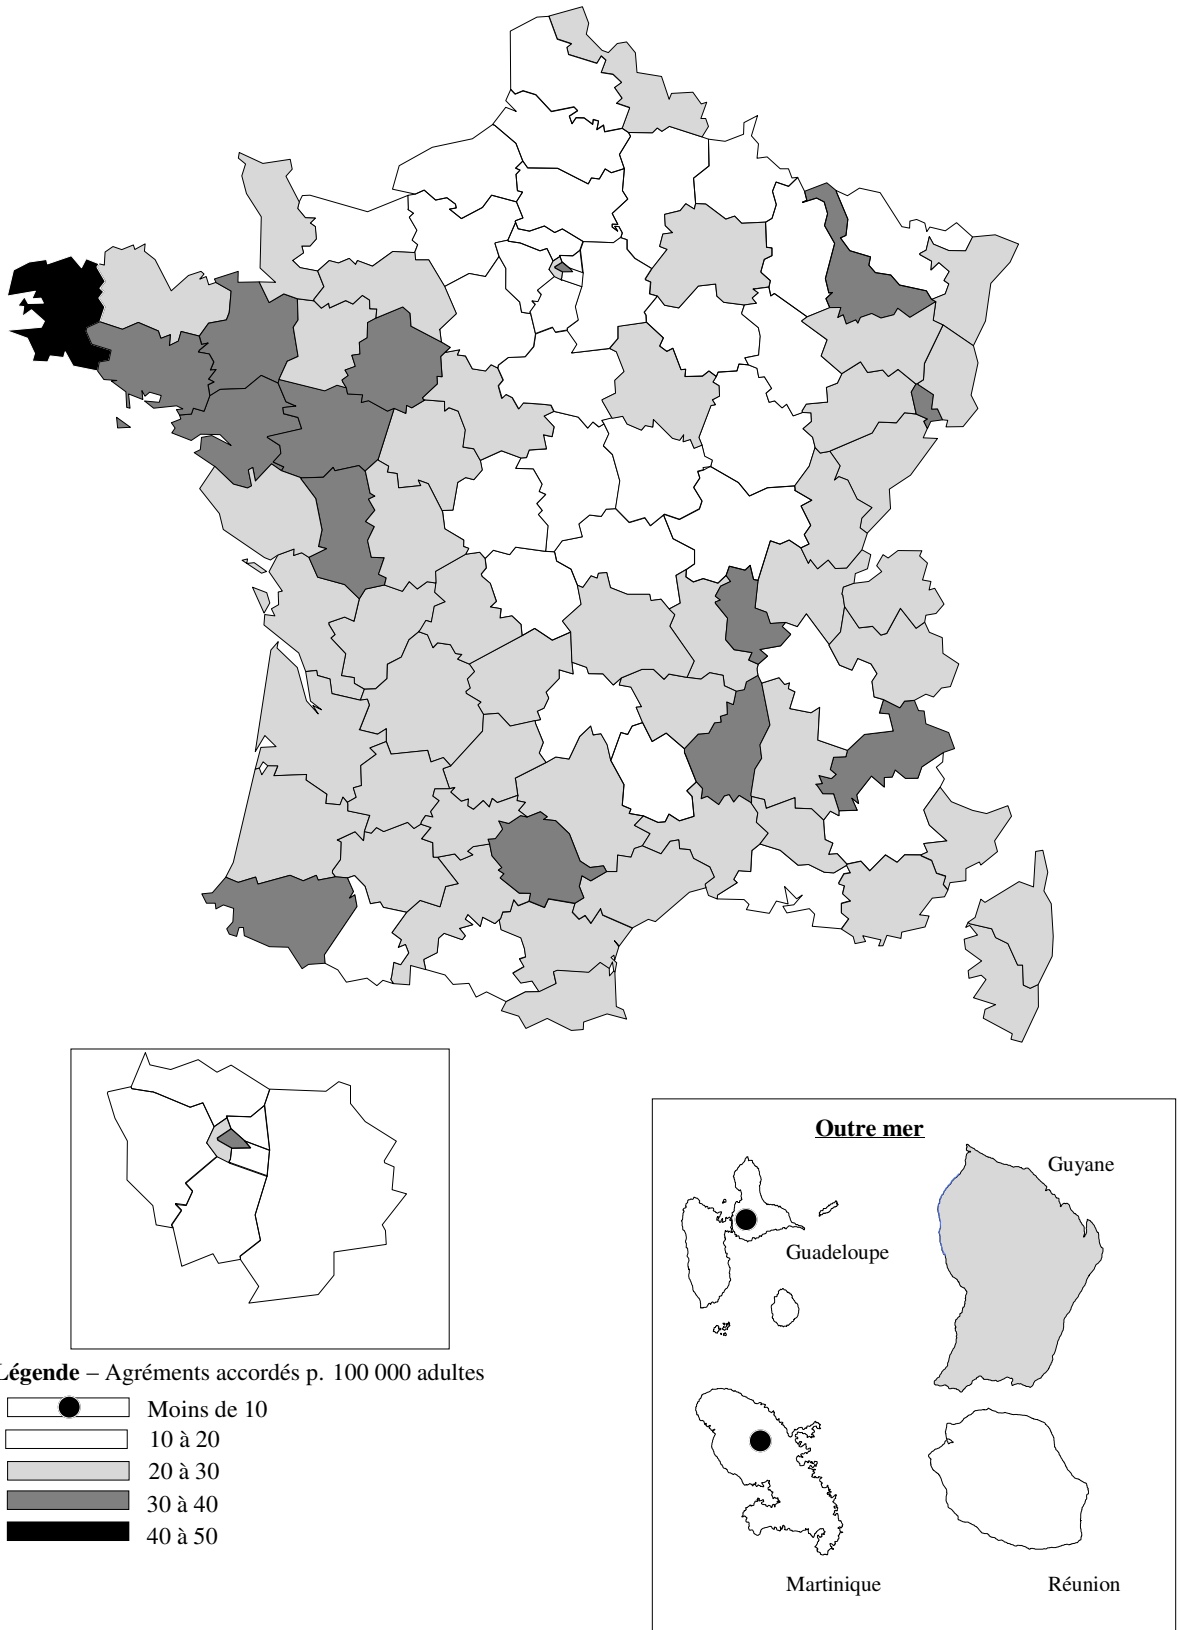 Outre mer
Guyane
Guadeloupe
Légende – Agréments accordés p. 100 000 adultes
Moins de 10
10 à 20
20 à 30
30 à 40
40 à 50
Martinique
Réunion